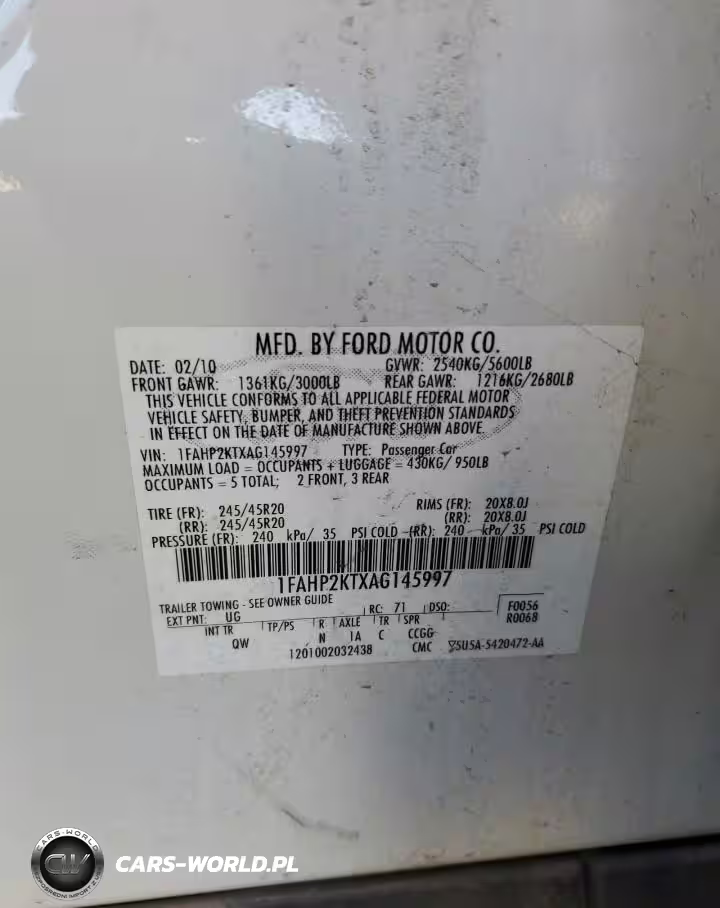 MFD. BY FORD MOTOR CO.
DATE: 02/10 GVWR: 2540KG/5600LB
FRONT GAWR: 1361KG/3000LB REAR GAWR: 1216KG/2680LB
THIS VEHICLE CONFORMS TO ALL APPLICABLE FEDERAL MOTOR
VEHICLE SAFETY, BUMPER, AND THEFT PREVENTION STANDARDS
IN EFFECT ON THE DATE OF MANUFACTURE SHOWN ABOVE.
VIN: 1FAHP2KTXAG145997 TYPE: Passenger Car
MAXIMUM LOAD = OCCUPANTS + LUGGAGE = 430KG/ 950LB
OCCUPANTS = 5 TOTAL; 2 FRONT, 3 REAR
TIRE (FR): 245/45R20 RIMS (FR): 20X8.0J
(RR): 245/45R20 (RR): 20X8.0J
PRESSURE (FR): 240 kPa/ 35 PSI COLD (RR): 240 kPa/ 35 PSI COLD
1FAHP2KTXAG145997
TRAILER TOWING - SEE OWNER GUIDE
EXT PNT: UG RC: 71 DSO: F0056
INT TR TP/PS R AXLE TR SPR R0068
QW N IA C CCGG
1201002032438 CMC 5U5A-5420472-AA
CARS-WORLD
CW
CARS-WORLD.PL